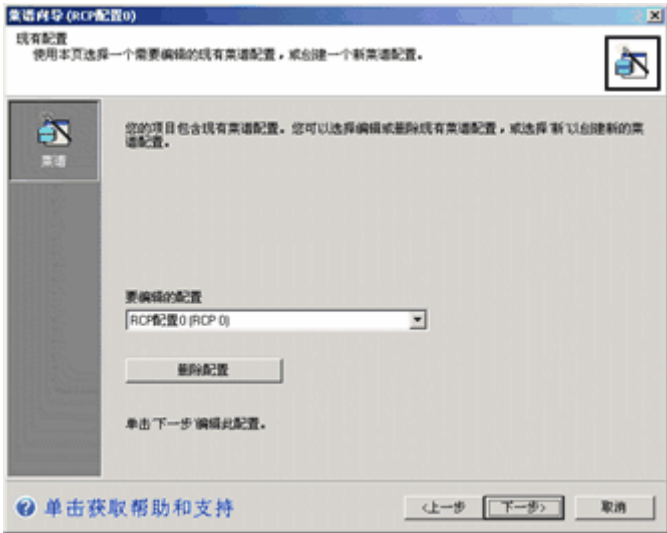 菜谱向导 (RCP配置0)
现有配置
使用本页选择一个需要编辑的现有菜谱配置，或创建一个新菜谱配置。
菜谱
您的项目包含现有菜谱配置。您可以选择编辑或删除现有菜谱配置，或选择'新'以创建新的菜
谱配置。
要编辑的配置
RCP配置0 (RCP 0)
删除配置
单击'下一步'编辑此配置。
单击获取帮助和支持
<上一步
下一步>
取消